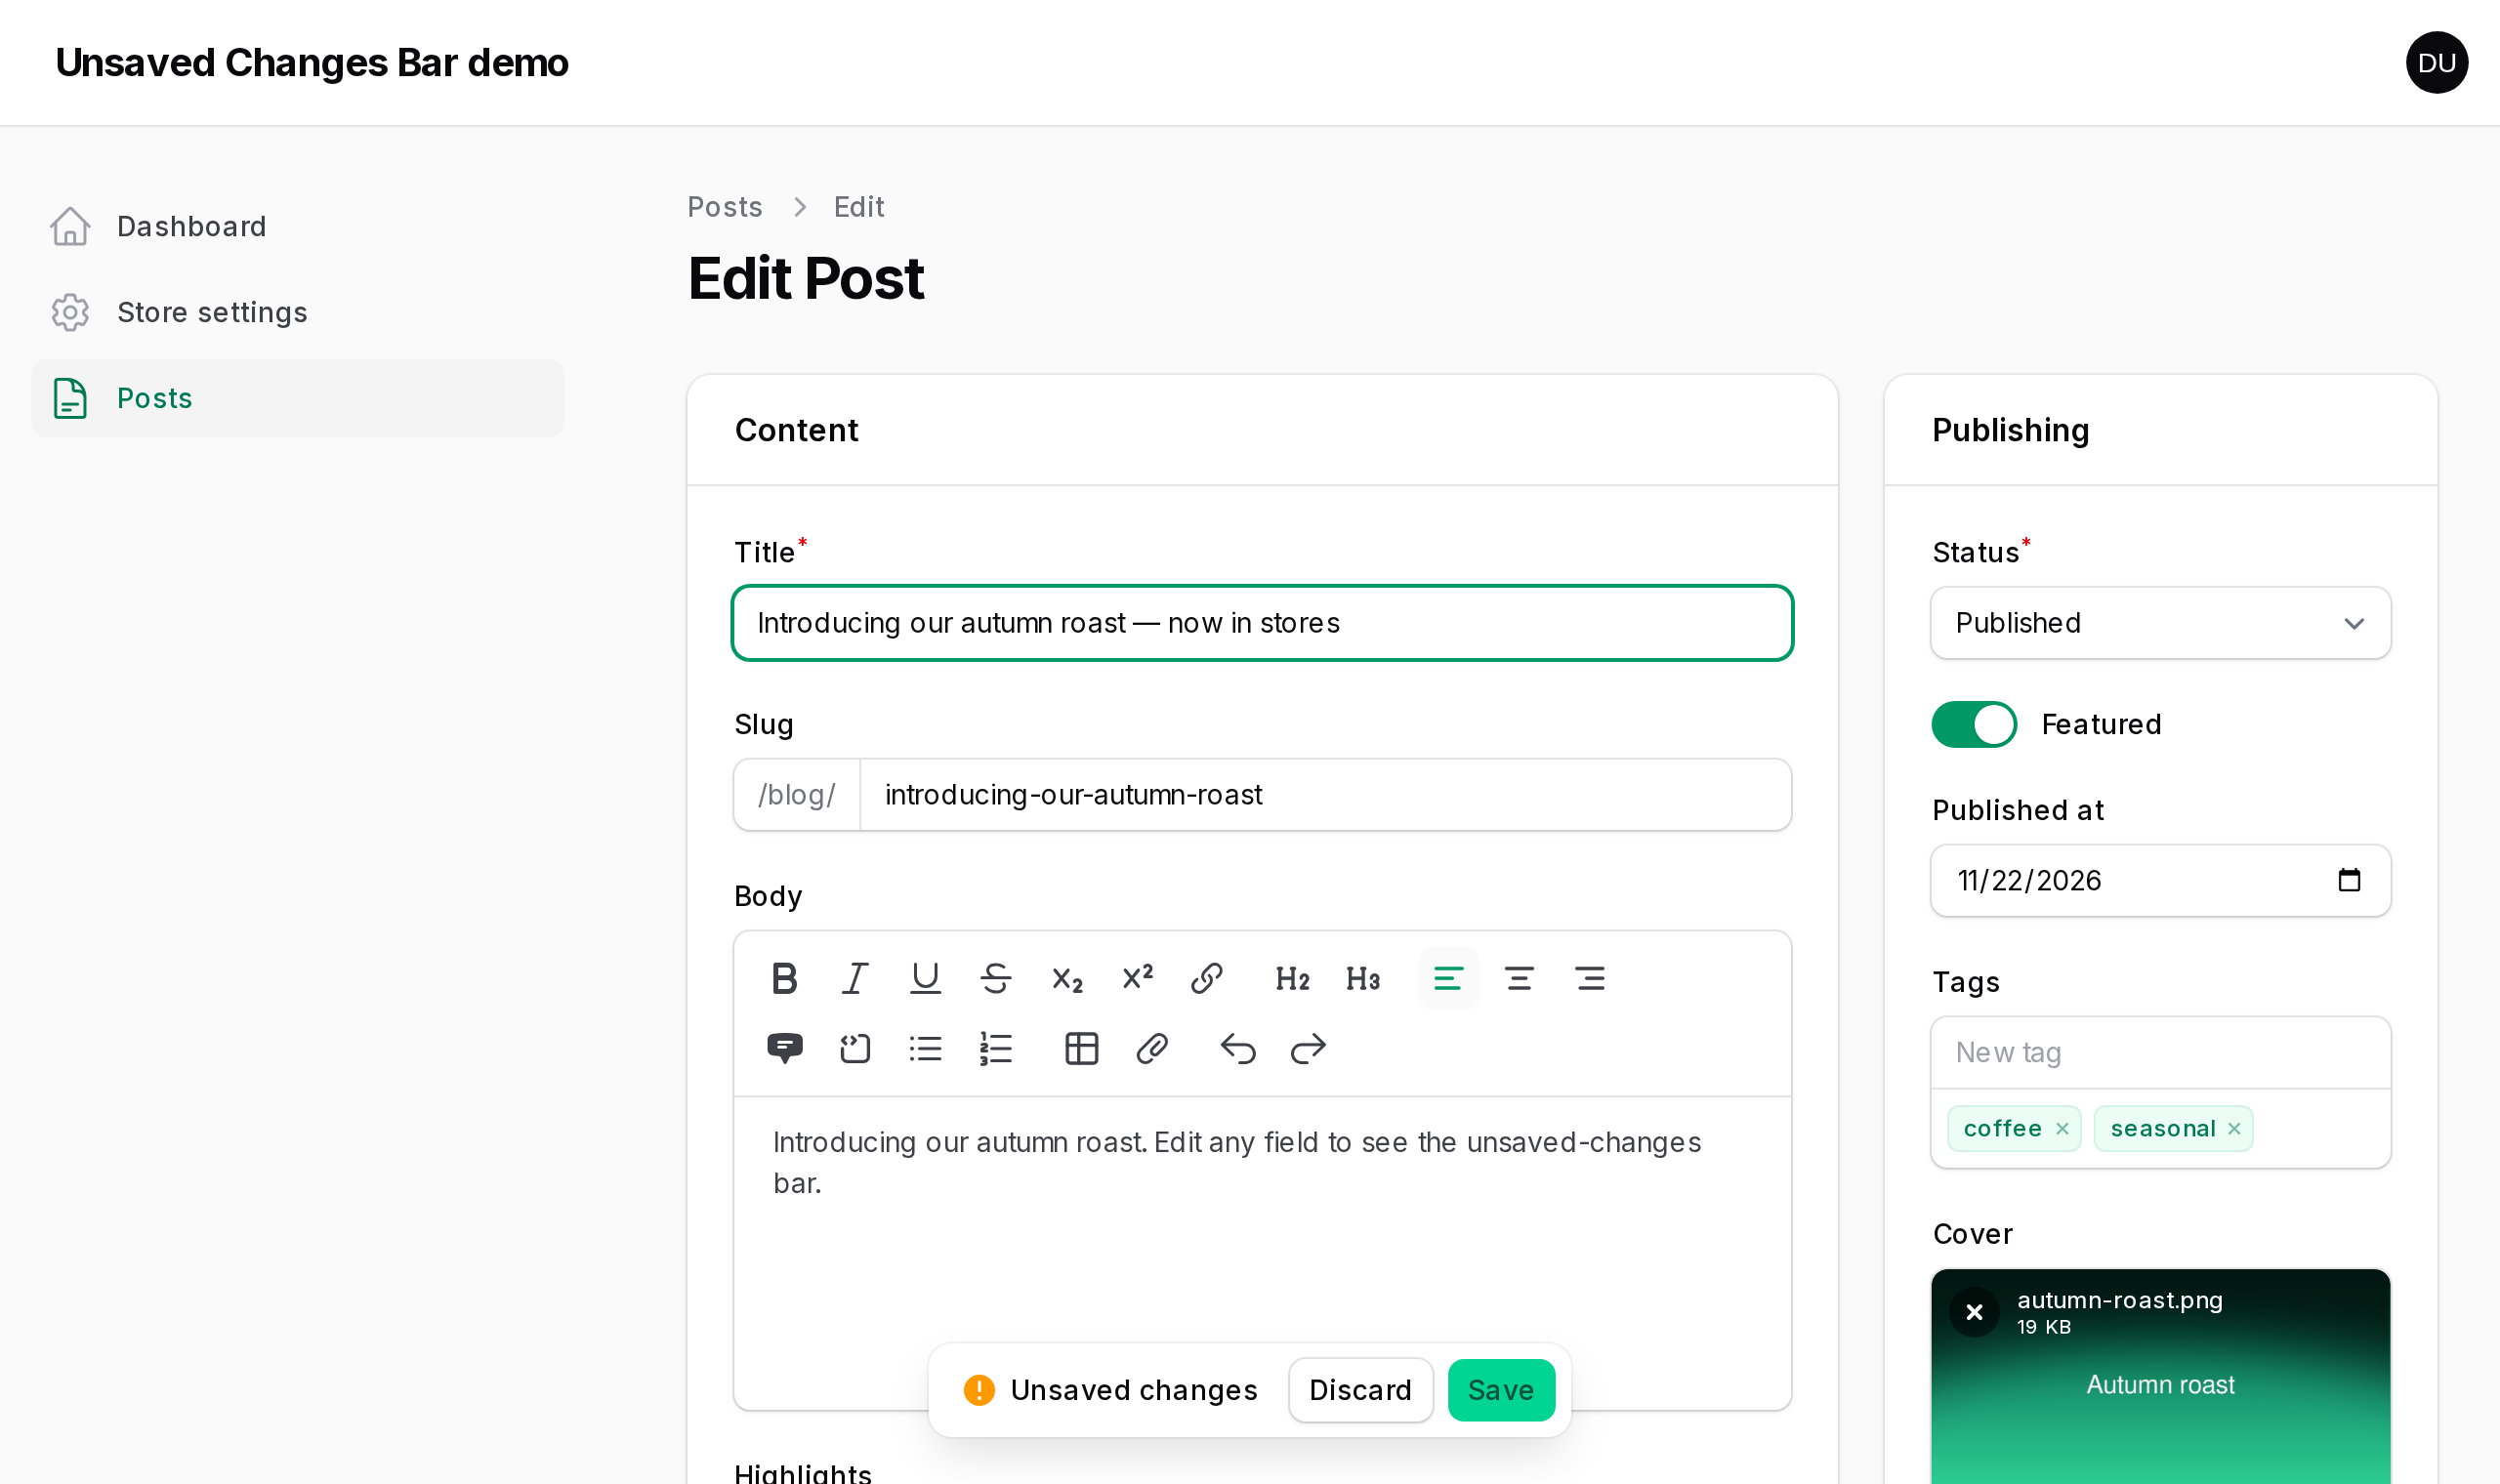 Unsaved Changes Bar demo
DU
Dashboard
Store settings
Posts
Posts > Edit
Edit Post
Content
Title*
Introducing our autumn roast — now in stores
Slug
/blog/ introducing-our-autumn-roast
Body
B I U S X₂ X² H2 H3
Introducing our autumn roast. Edit any field to see the unsaved-changes
bar.
Highlights
Publishing
Status*
Published
Featured
Published at
11/22/2026
Tags
New tag
coffee × seasonal ×
Cover
autumn-roast.png
19 KB
Autumn roast
Unsaved changes Discard Save